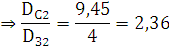 ⇒ D_C2 / D_32 = 9,45 / 4 = 2,36